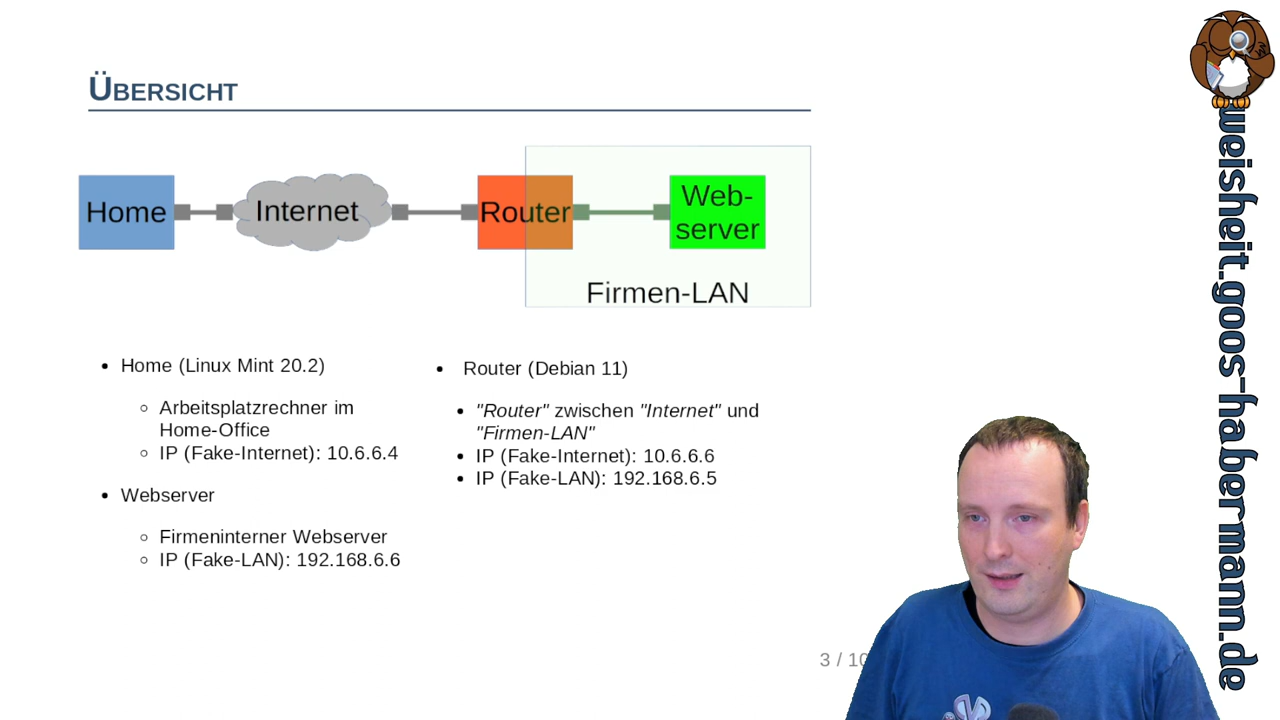 Übersicht
Home
Internet
Router
Web-
server
Firmen-LAN
Home (Linux Mint 20.2)
Arbeitsplatzrechner im
Home-Office
IP (Fake-Internet): 10.6.6.4
Webserver
Firmeninterner Webserver
IP (Fake-LAN): 192.168.6.6
Router (Debian 11)
"Router" zwischen "Internet" und
"Firmen-LAN"
IP (Fake-Internet): 10.6.6.6
IP (Fake-LAN): 192.168.6.5
3 / 10
weisheit.goos-habermann.de